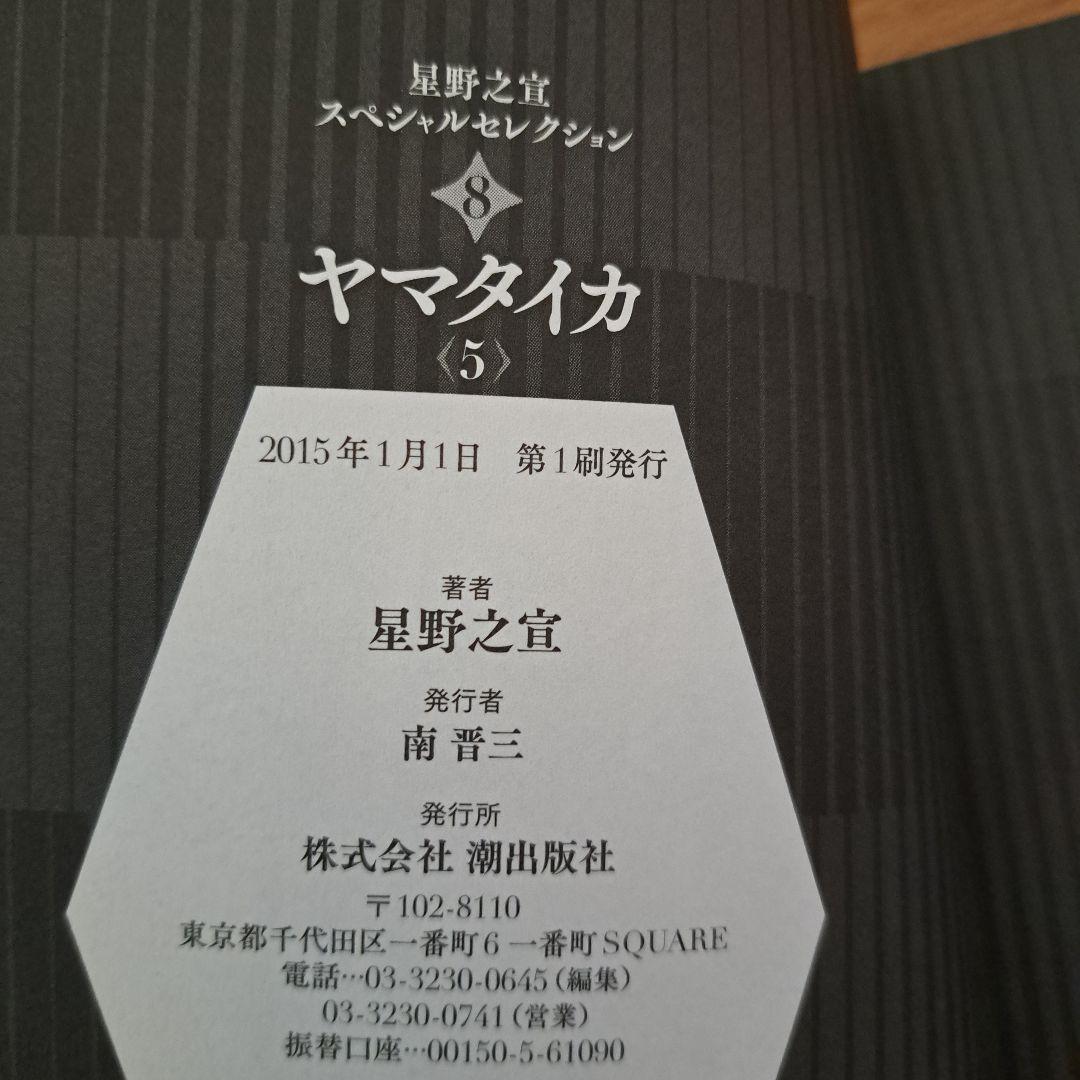 星野之宣
スペシャルセレクション
8
ヤマタイカ
〈5〉
2015年1月1日 第1刷発行
著者
星野之宣
発行者
南 晋三
発行所
株式会社 潮出版社
〒102-8110
東京都千代田区一番町6 一番町SQUARE
電話…03-3230-0645(編集)
03-3230-0741(営業)
振替口座…00150-5-61090